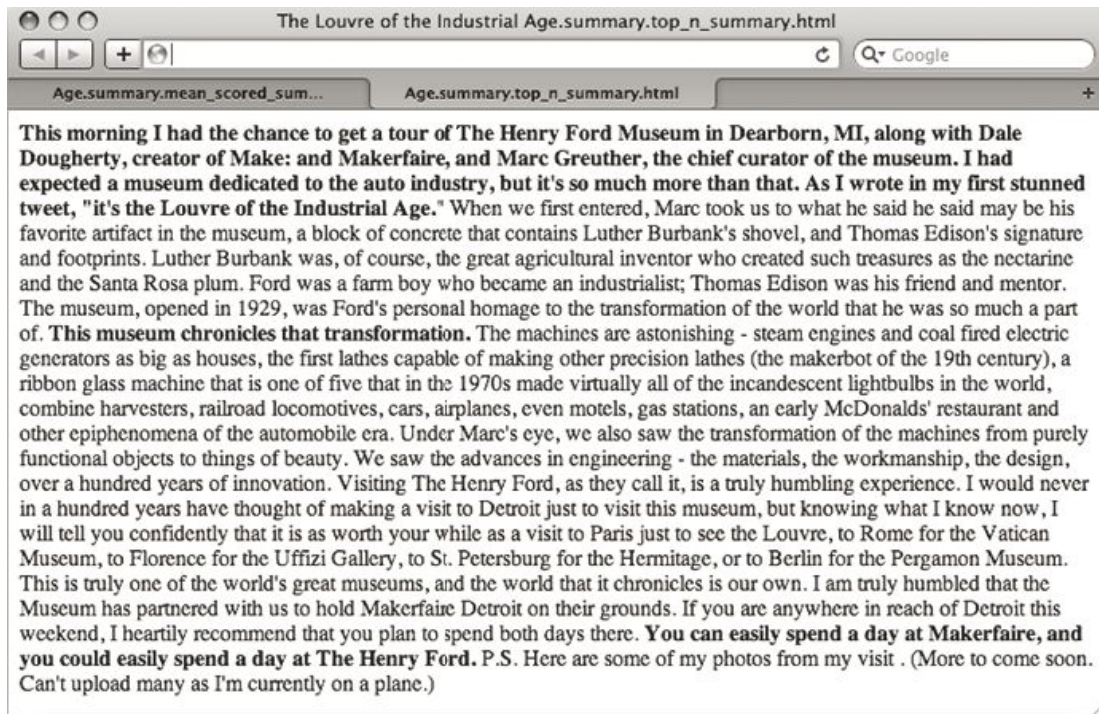 The Louvre of the Industrial Age.summary.top_n_summary.html
Google
Age.summary.mean_scored_sum... Age.summary.top_n_summary.html
This morning I had the chance to get a tour of The Henry Ford Museum in Dearborn, MI, along with Dale
Dougherty, creator of Make: and Makerfaire, and Marc Greuther, the chief curator of the museum. I had
expected a museum dedicated to the auto industry, but it's so much more than that. As I wrote in my first stunned
tweet, "it's the Louvre of the Industrial Age." When we first entered, Marc took us to what he said he said may be his
favorite artifact in the museum, a block of concrete that contains Luther Burbank's shovel, and Thomas Edison's signature
and footprints. Luther Burbank was, of course, the great agricultural inventor who created such treasures as the nectarine
and the Santa Rosa plum. Ford was a farm boy who became an industrialist; Thomas Edison was his friend and mentor.
The museum, opened in 1929, was Ford's personal homage to the transformation of the world that he was so much a part
of. This museum chronicles that transformation. The machines are astonishing - steam engines and coal fired electric
generators as big as houses, the first lathes capable of making other precision lathes (the makerbot of the 19th century), a
ribbon glass machine that is one of five that in the 1970s made virtually all of the incandescent lightbulbs in the world,
combine harvesters, railroad locomotives, cars, airplanes, even motels, gas stations, an early McDonalds' restaurant and
other epiphenomena of the automobile era. Under Marc's eye, we also saw the transformation of the machines from purely
functional objects to things of beauty. We saw the advances in engineering - the materials, the workmanship, the design,
over a hundred years of innovation. Visiting The Henry Ford, as they call it, is a truly humbling experience. I would never
in a hundred years have thought of making a visit to Detroit just to visit this museum, but knowing what I know now, I
will tell you confidently that it is as worth your while as a visit to Paris just to see the Louvre, to Rome for the Vatican
Museum, to Florence for the Uffizi Gallery, to St. Petersburg for the Hermitage, or to Berlin for the Pergamon Museum.
This is truly one of the world's great museums, and the world that it chronicles is our own. I am truly humbled that the
Museum has partnered with us to hold Makerfaire Detroit on their grounds. If you are anywhere in reach of Detroit this
weekend, I heartily recommend that you plan to spend both days there. You can easily spend a day at Makerfaire, and
you could easily spend a day at The Henry Ford. P.S. Here are some of my photos from my visit . (More to come soon.
Can't upload many as I'm currently on a plane.)